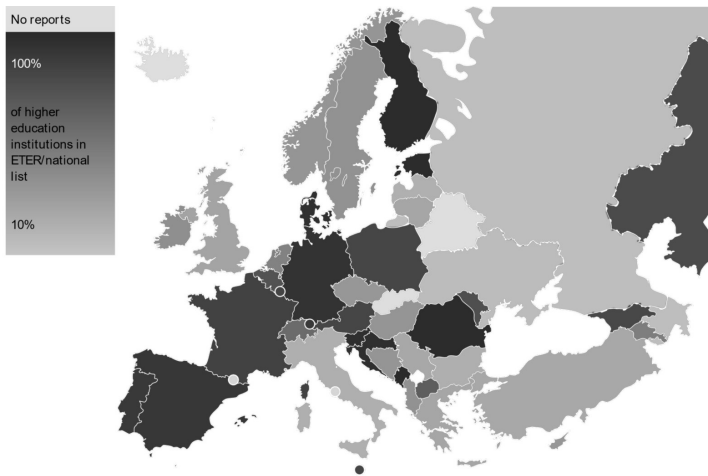 No reports
100%
of higher
education
institutions in
ETER/national
list
10%